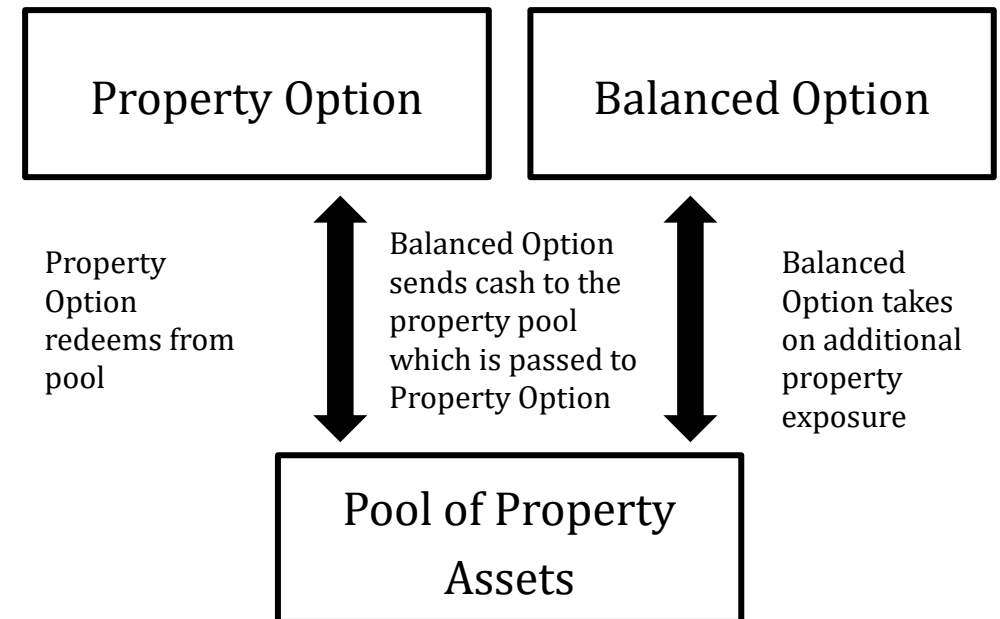 Property Option
Balanced Option
Property
Option
redeems from
pool
Balanced Option
sends cash to the
property pool
which is passed to
Property Option
Balanced
Option takes
on additional
property
exposure
Pool of Property
Assets